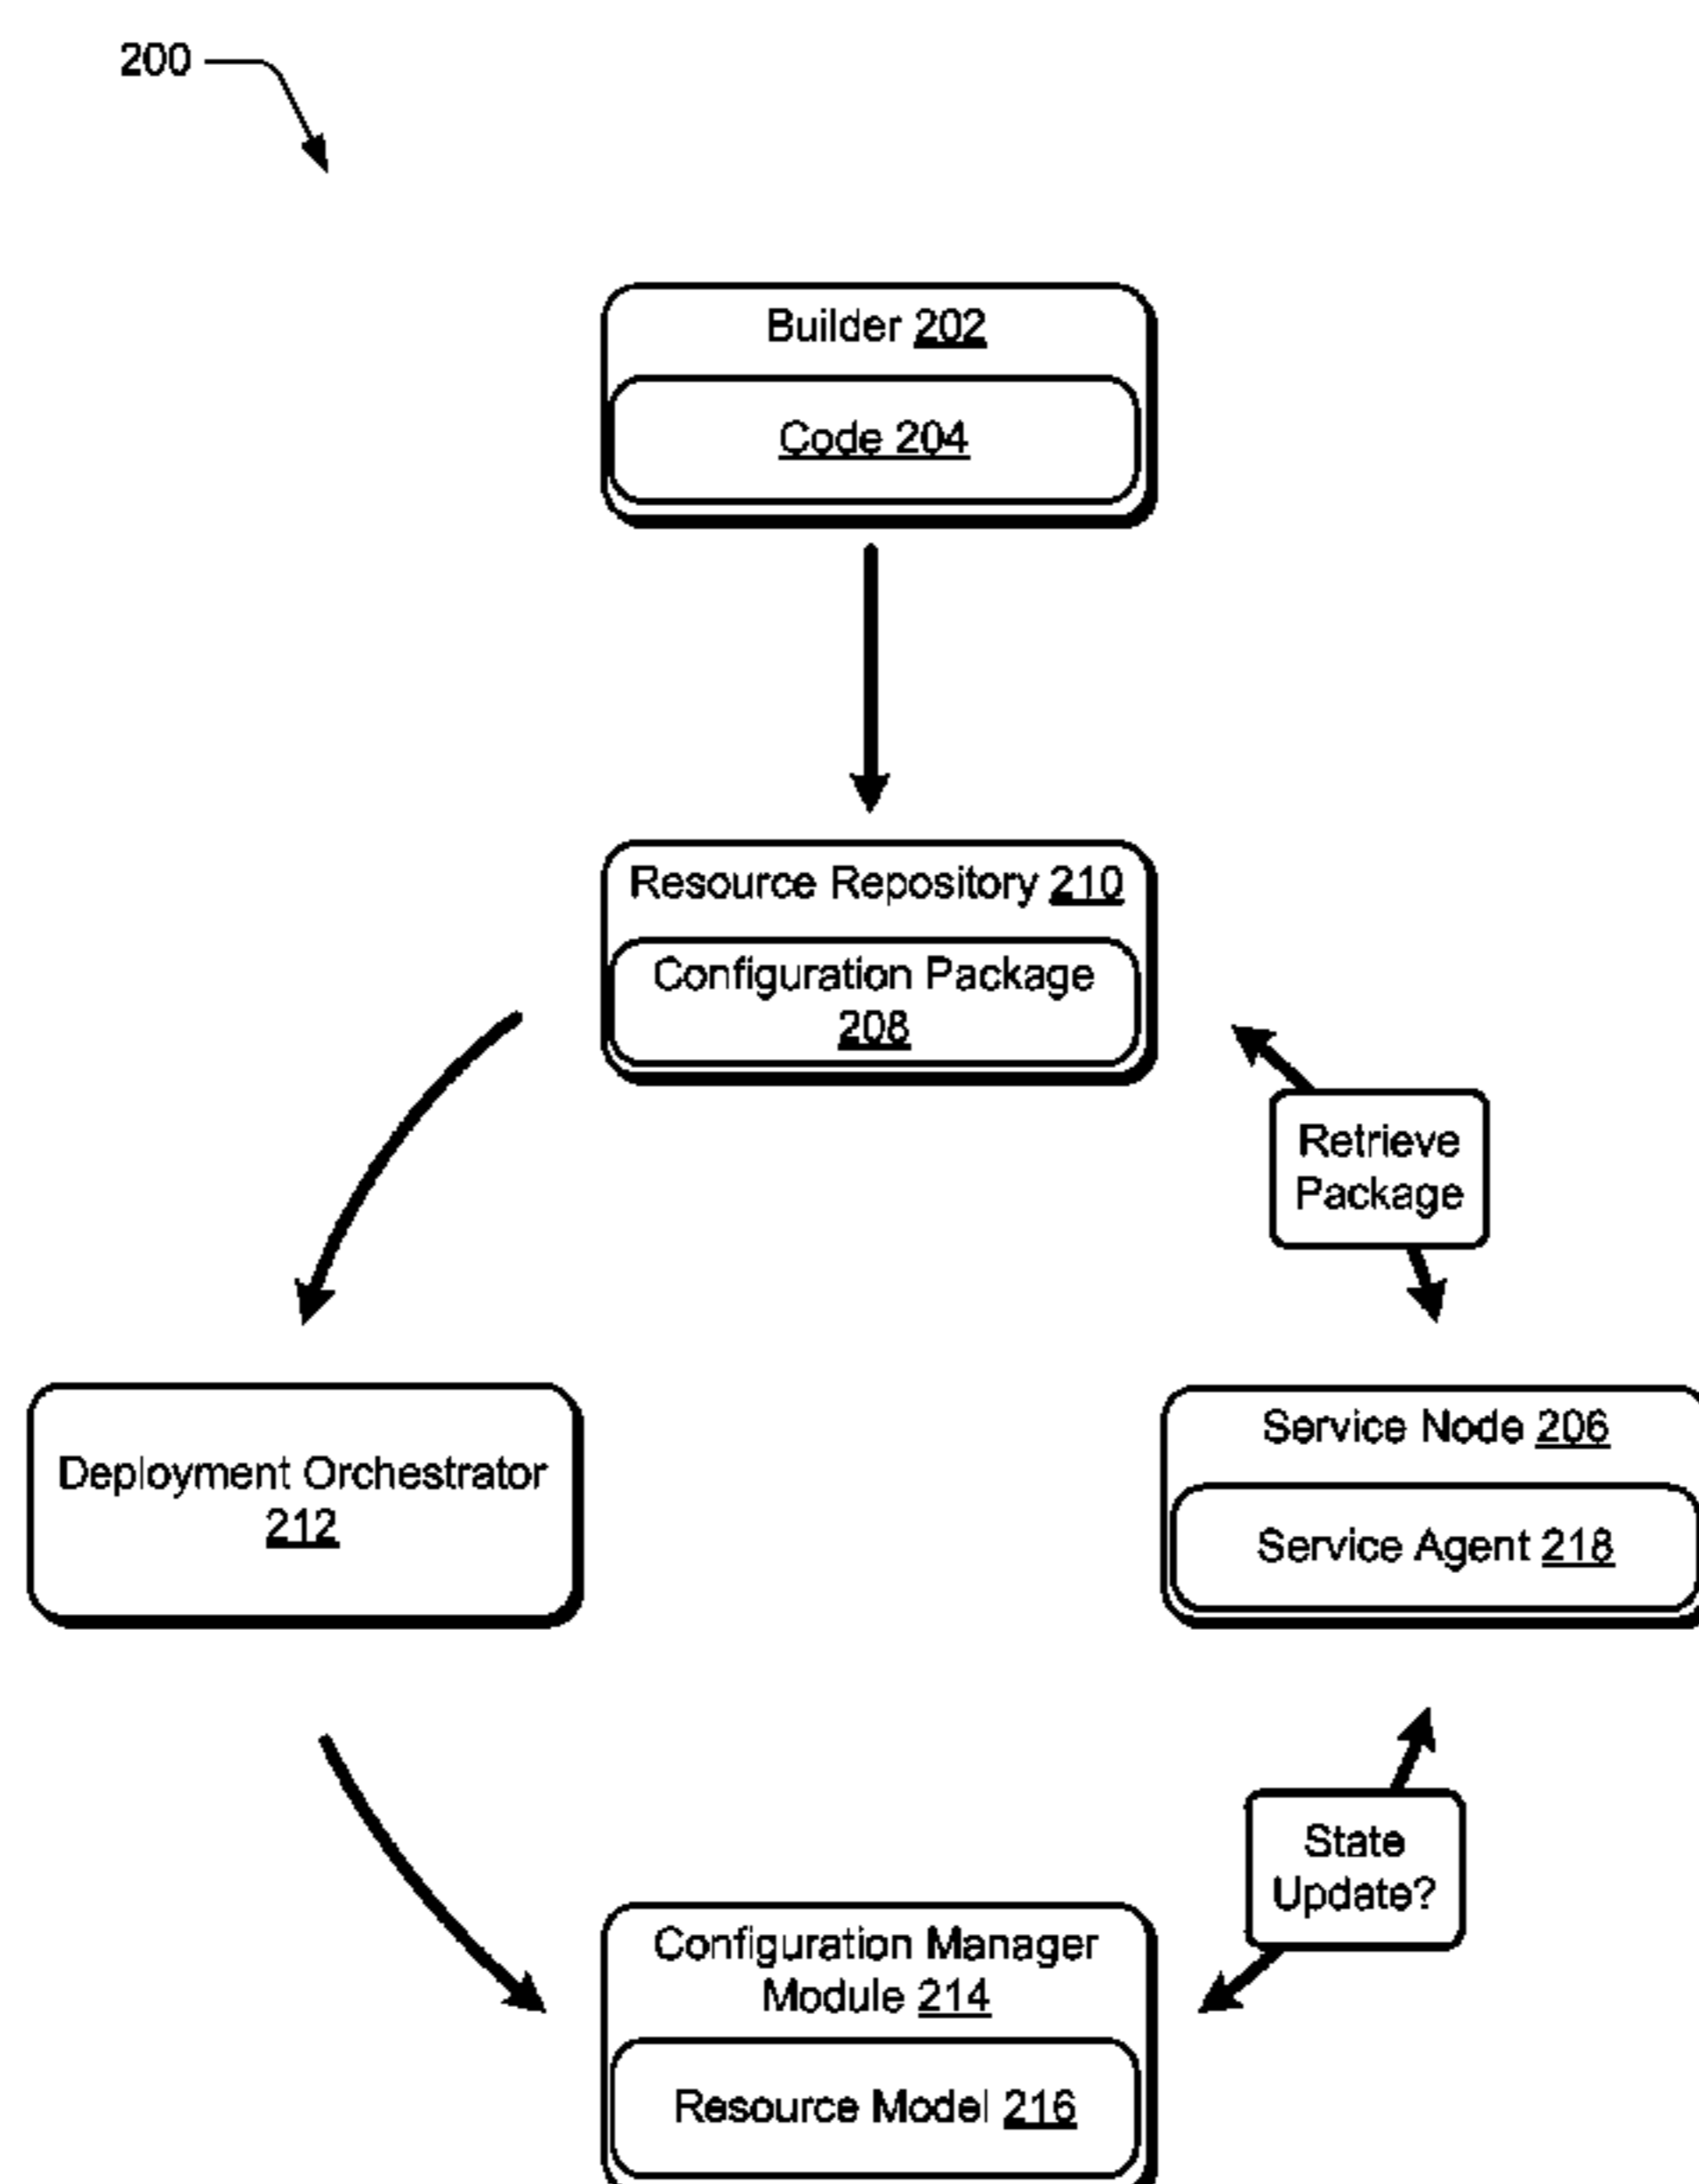 200
Builder 202
Code 204
Resource Repository 210
Configuration Package
208
Retrieve
Package
Deployment Orchestrator
212
Service Node 206
Service Agent 218
State
Update?
Configuration Manager
Module 214
Resource Model 216